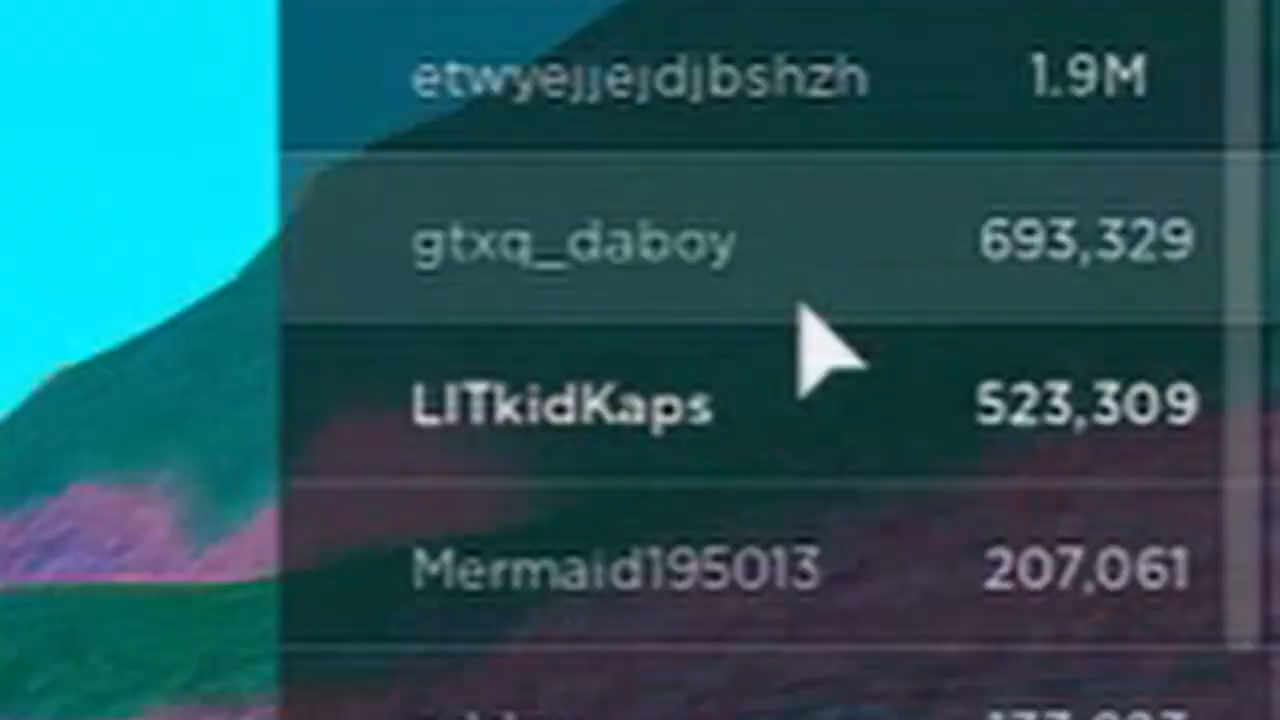 etwyejjejdjbshzh 1.9M
gtxq_daboy 693,329
LITkidKaps 523,309
Mermaid195013 207,061